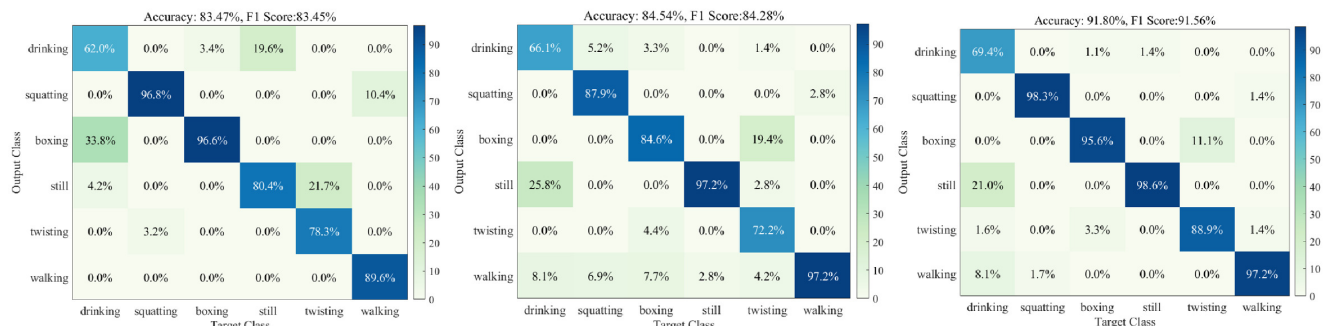 Accuracy: 83.47%, F1 Score:83.45%
drinking 62.0% 0.0% 3.4% 19.6% 0.0% 0.0%
squatting 0.0% 96.8% 0.0% 0.0% 0.0% 10.4%
boxing 33.8% 0.0% 96.6% 0.0% 0.0% 0.0%
still 4.2% 0.0% 0.0% 80.4% 21.7% 0.0%
twisting 0.0% 3.2% 0.0% 0.0% 78.3% 0.0%
walking 0.0% 0.0% 0.0% 0.0% 0.0% 89.6%
drinking squatting boxing still twisting walking
Target Class
Output Class
90
80
70
60
50
40
30
20
10
0
Accuracy: 84.54%, F1 Score:84.28%
drinking 66.1% 5.2% 3.3% 0.0% 1.4% 0.0%
squatting 0.0% 87.9% 0.0% 0.0% 0.0% 2.8%
boxing 0.0% 0.0% 84.6% 0.0% 19.4% 0.0%
still 25.8% 0.0% 0.0% 97.2% 2.8% 0.0%
twisting 0.0% 0.0% 4.4% 0.0% 72.2% 0.0%
walking 8.1% 6.9% 7.7% 2.8% 4.2% 97.2%
drinking squatting boxing still twisting walking
Target Class
Output Class
90
80
70
60
50
40
30
20
10
0
Accuracy: 91.80%, F1 Score:91.56%
drinking 69.4% 0.0% 1.1% 1.4% 0.0% 0.0%
squatting 0.0% 98.3% 0.0% 0.0% 0.0% 1.4%
boxing 0.0% 0.0% 95.6% 0.0% 11.1% 0.0%
still 21.0% 0.0% 0.0% 98.6% 0.0% 0.0%
twisting 1.6% 0.0% 3.3% 0.0% 88.9% 1.4%
walking 8.1% 1.7% 0.0% 0.0% 0.0% 97.2%
drinking squatting boxing still twisting walking
Target Class
Output Class
90
80
70
60
50
40
30
20
10
0